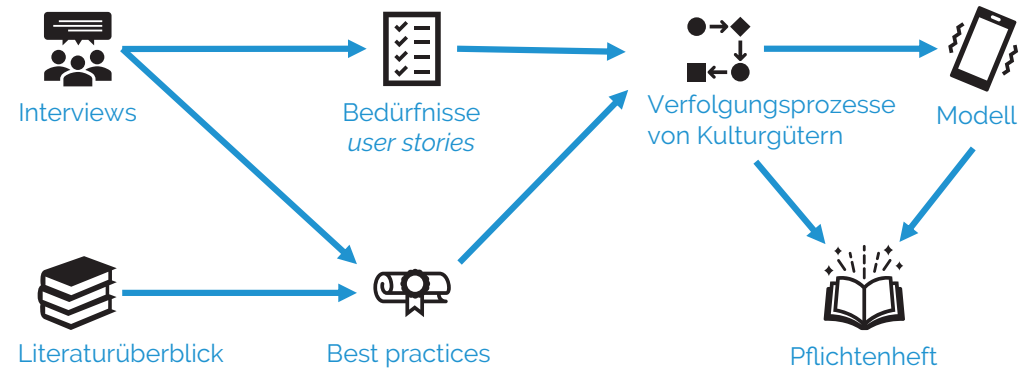 Interviews
Bedürfnisse
user stories
Verfolgungsprozesse
von Kulturgütern
Modell
Literaturüberblick
Best practices
Pflichtenheft